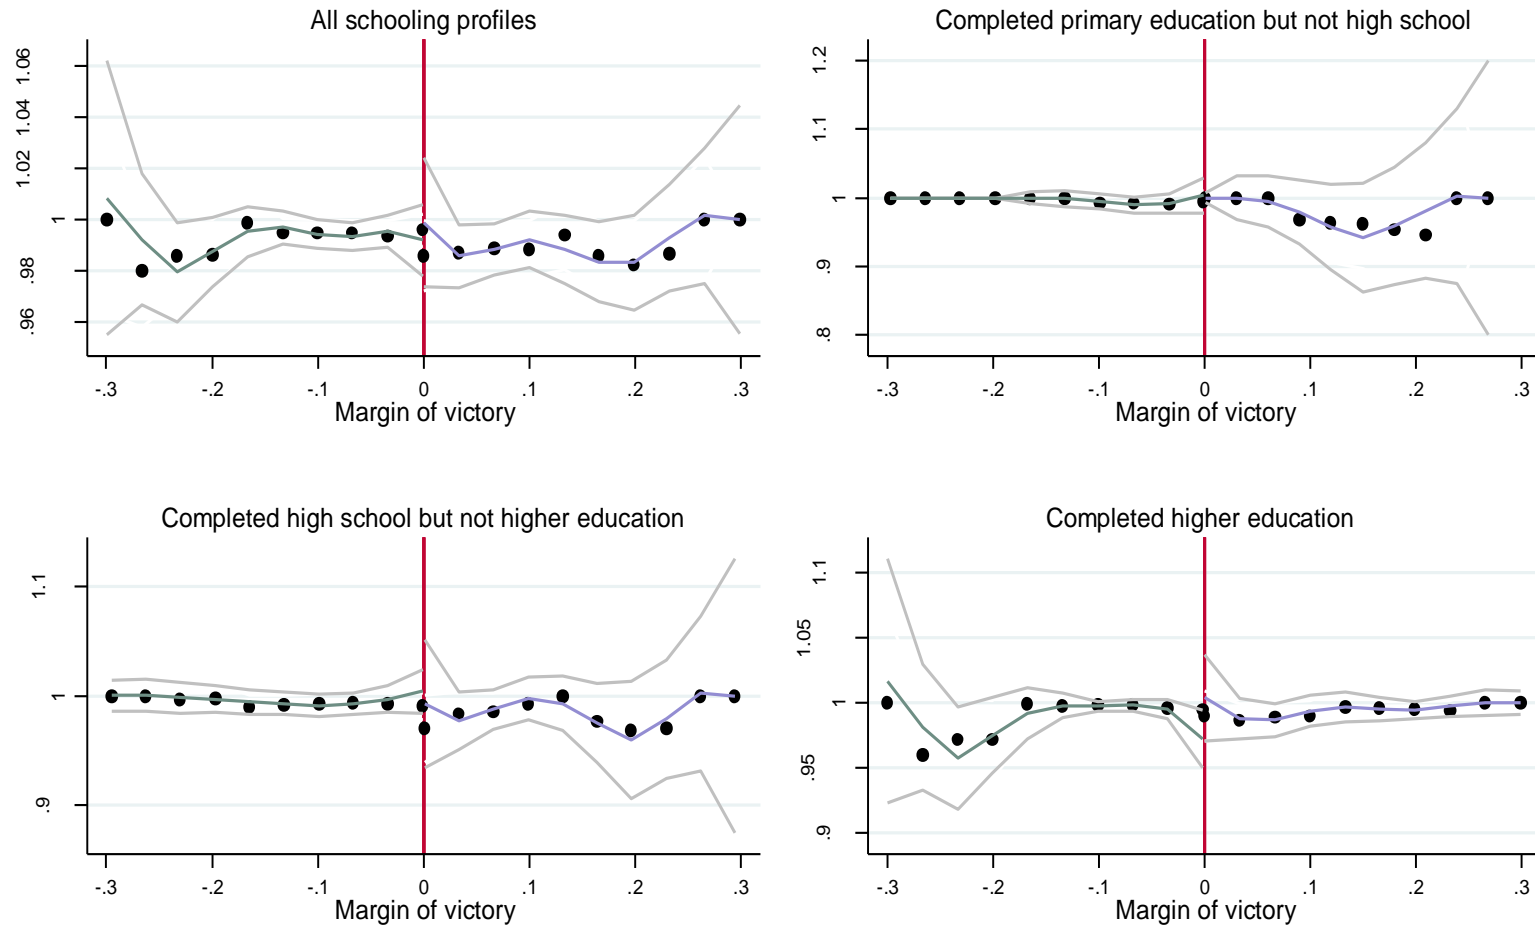 All schooling profiles
1.06
1.04
1.02
1
.98
.96
-.3 -.2 -.1 0 .1 .2 .3
Margin of victory
Completed primary education but not high school
1.2
1.1
1
.9
.8
-.3 -.2 -.1 0 .1 .2 .3
Margin of victory
Completed high school but not higher education
1.1
1
.9
-.3 -.2 -.1 0 .1 .2 .3
Margin of victory
Completed higher education
1.1
1.05
1
.95
.9
-.3 -.2 -.1 0 .1 .2 .3
Margin of victory